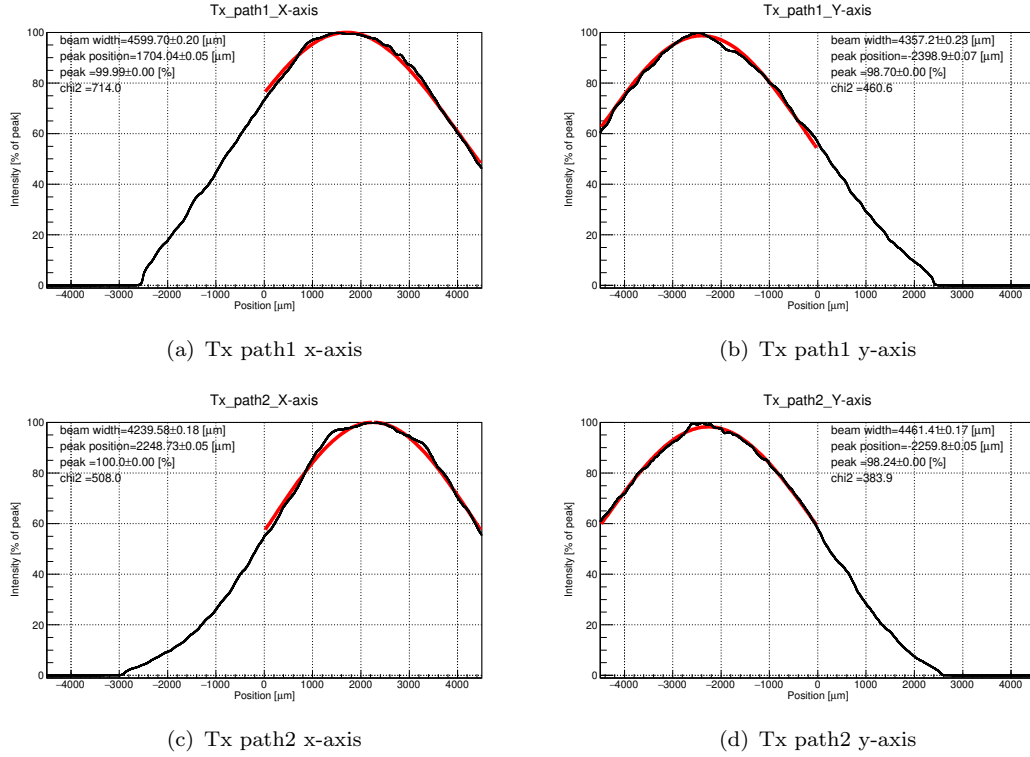 Tx_path1_X-axis
beam width=4599.70±0.20 [μm]
peak position=1704.04±0.05 [μm]
peak =99.99±0.00 [%]
chi2 =714.0
Intensity [% of peak]
100
80
60
40
20
0
−4000 −3000 −2000 −1000 0 1000 2000 3000 4000
Position [μm]
(a) Tx path1 x-axis
Tx_path1_Y-axis
beam width=4357.21±0.23 [μm]
peak position=-2398.9±0.07 [μm]
peak =98.70±0.00 [%]
chi2 =460.6
Intensity [% of peak]
100
80
60
40
20
0
−4000 −3000 −2000 −1000 0 1000 2000 3000 4000
Position [μm]
(b) Tx path1 y-axis
Tx_path2_X-axis
beam width=4239.58±0.18 [μm]
peak position=2248.73±0.05 [μm]
peak =100.0±0.00 [%]
chi2 =508.0
Intensity [% of peak]
100
80
60
40
20
0
−4000 −3000 −2000 −1000 0 1000 2000 3000 4000
Position [μm]
(c) Tx path2 x-axis
Tx_path2_Y-axis
beam width=4461.41±0.17 [μm]
peak position=-2259.8±0.05 [μm]
peak =98.24±0.00 [%]
chi2 =383.9
Intensity [% of peak]
100
80
60
40
20
0
−4000 −3000 −2000 −1000 0 1000 2000 3000 4000
Position [μm]
(d) Tx path2 y-axis